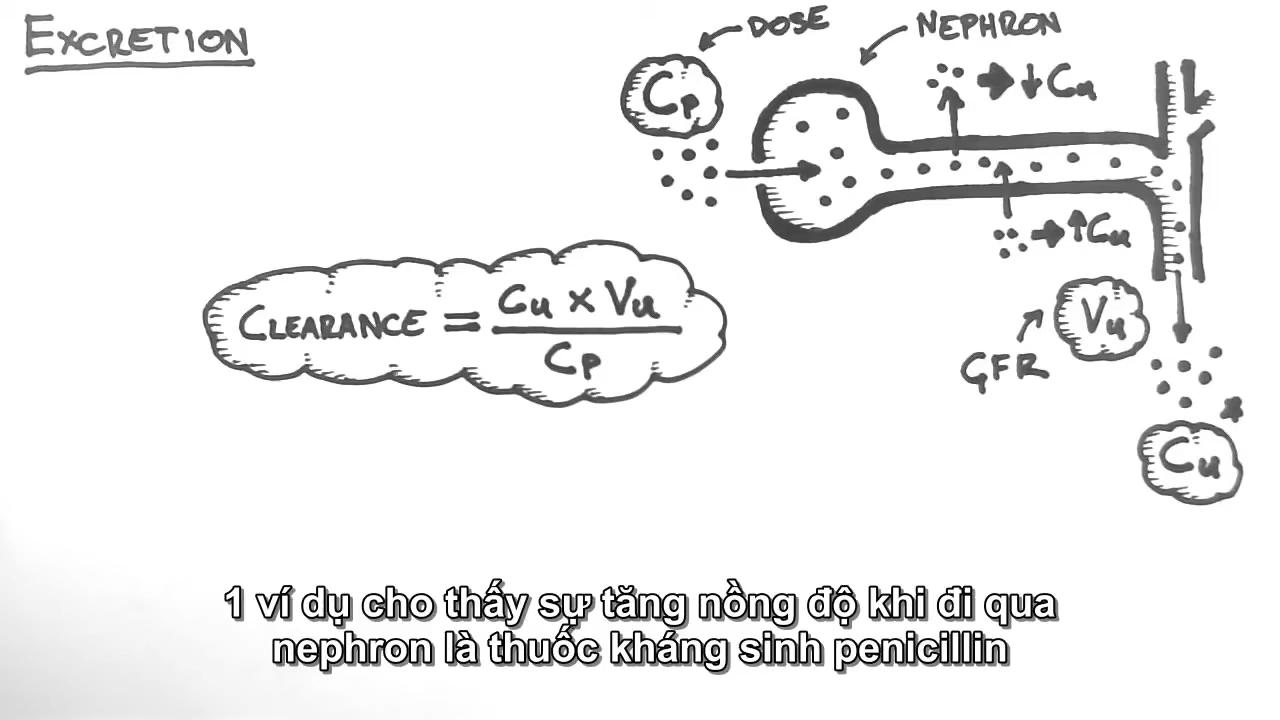 EXCRETION
DOSE
NEPHRON
Cp
↓Cu
↑Cu
CLEARANCE = Cu × Vu
Cp
Vu
GFR
Cu
1 ví dụ cho thấy sự tăng nồng độ khi đi qua
nephron là thuốc kháng sinh penicillin